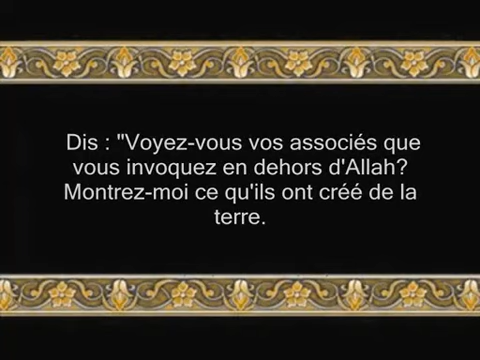 Dis : "Voyez-vous vos associés que
vous invoquez en dehors d'Allah?
Montrez-moi ce qu'ils ont créé de la
terre.